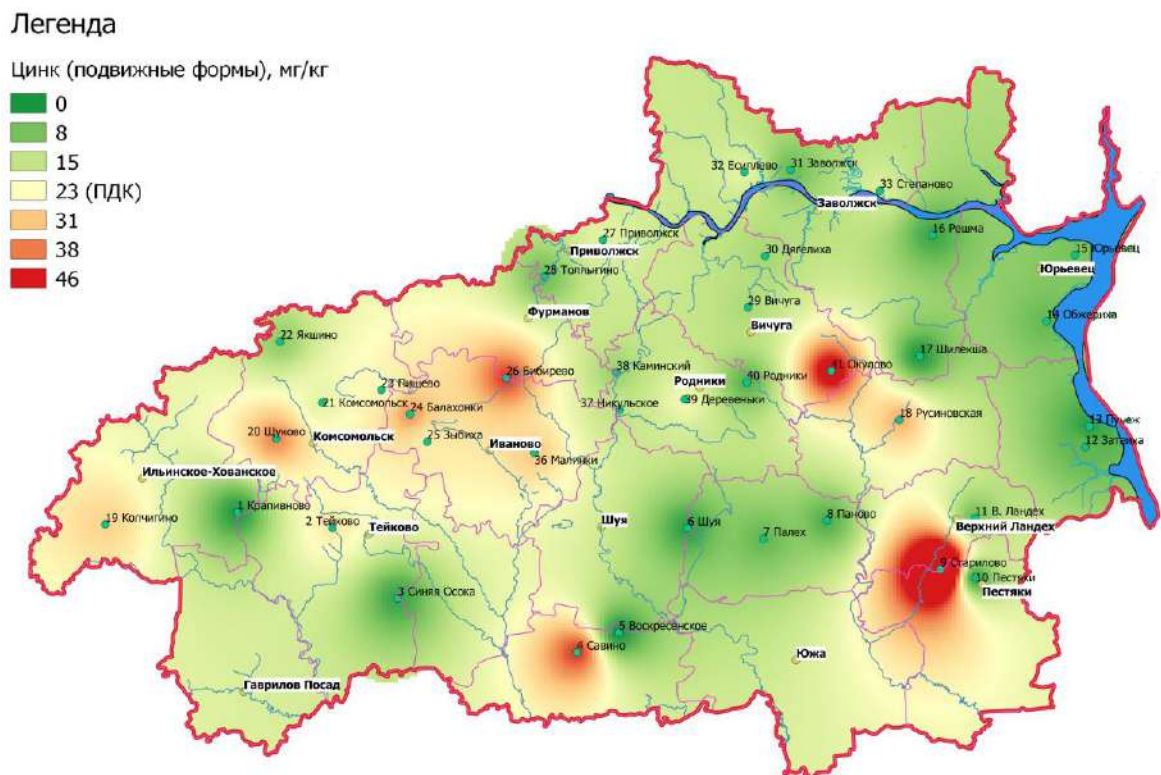 Легенда
Цинк (подвижные формы), мг/кг
0
8
15
23 (ПДК)
31
38
46
32 Есиплево
31 Заволжск
33 Степаново
Заволжск
16 Решма
27 Приволжск
Приволжск
30 Дягелиха
15 Юрьевец
Юрьевец
28 Толпыгино
29 Вичуга
Вичуга
14 Обжериха
Фурманов
22 Якшино
17 Шилекша
38 Каминский
41 Окулово
26 Бибирево
Родники
40 Родники
23 Пищево
39 Деревеньки
21 Комсомольск
24 Балахонки
37 Никульское
18 Русиновская
13 Пучеж
20 Щуково
Комсомольск
25 Зыбиха
Иваново
12 Затеиха
36 Малинки
Ильинское-Хованское
19 Копчигино
1 Крапивново
2 Тейково
Тейково
Шуя
6 Шуя
8 Паново
11 В. Ландех
Верхний Ландех
7 Палех
9 Старилово
10 Пестяки
Пестяки
3 Синяя Осока
5 Воскресенское
4 Савино
Южа
Гаврилов Посад